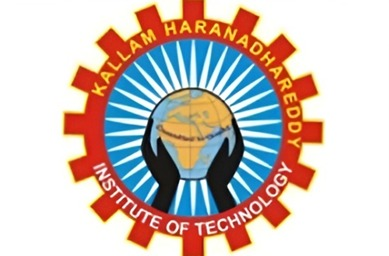 KALLAM HARANADHAREDDY
INSTITUTE OF TECHNOLOGY